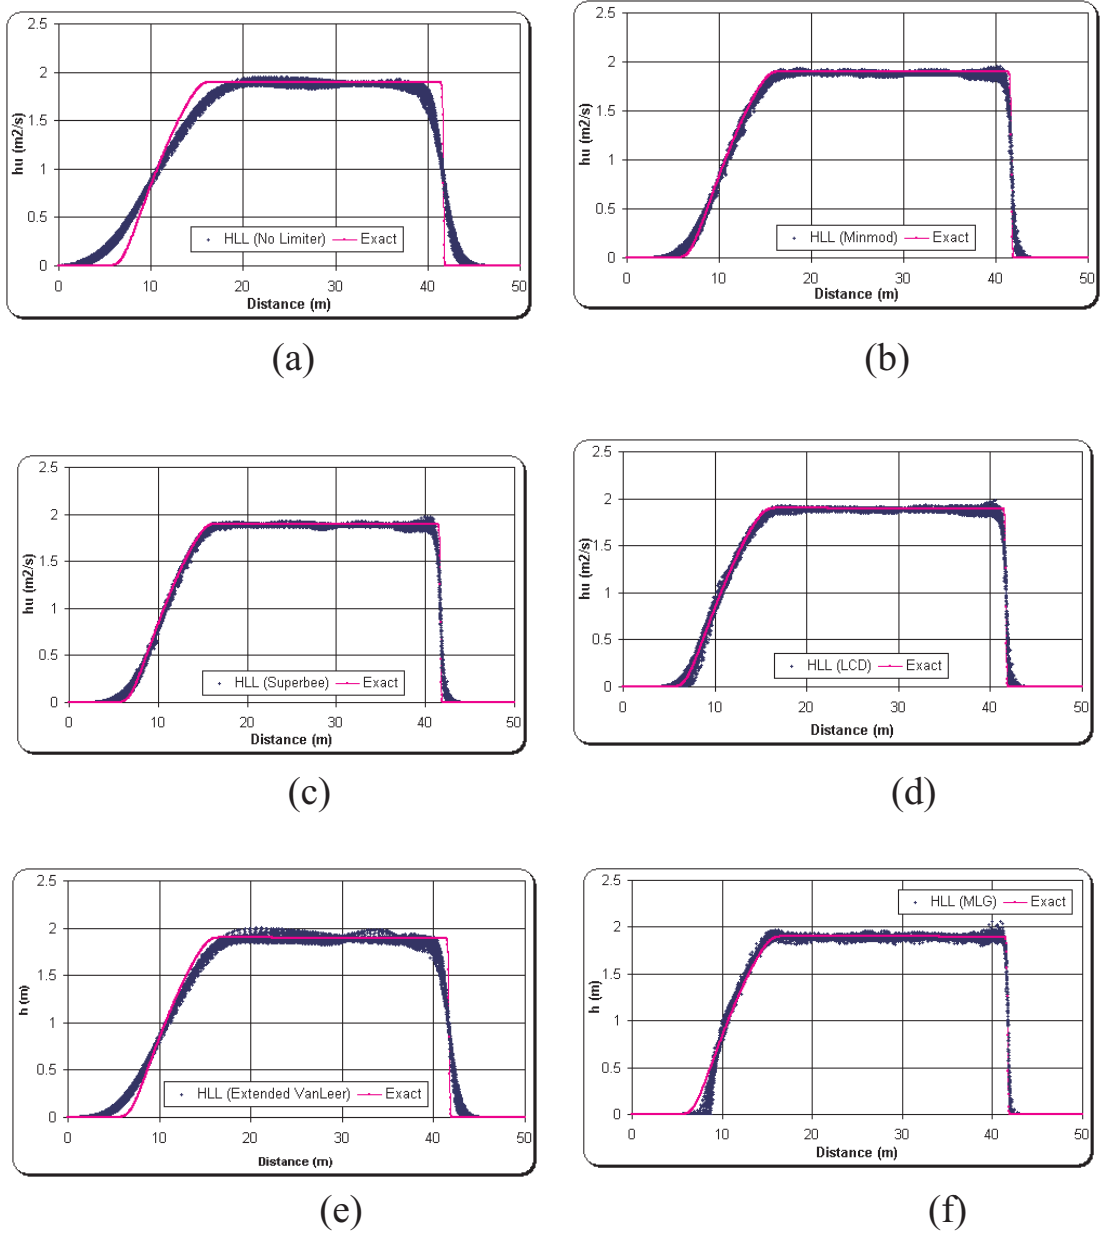 2.5
2
1.5
1
0.5
0
hu (m2/s)
HLL (No Limiter) Exact
0 10 20 30 40 50
Distance (m)
(a)
2.5
2
1.5
1
0.5
0
hu (m2/s)
HLL (Minmod) Exact
0 10 20 30 40 50
Distance (m)
(b)
2.5
2
1.5
1
0.5
0
hu (m2/s)
HLL (Superbee) Exact
0 10 20 30 40 50
Distance (m)
(c)
2.5
2
1.5
1
0.5
0
hu (m2/s)
HLL (LCD) Exact
0 10 20 30 40 50
Distance (m)
(d)
2.5
2
1.5
1
0.5
0
h (m)
HLL (Extended VanLeer) Exact
0 10 20 30 40 50
Distance (m)
(e)
2.5
2
1.5
1
0.5
0
h (m)
HLL (MLG) Exact
0 10 20 30 40 50
Distance (m)
(f)